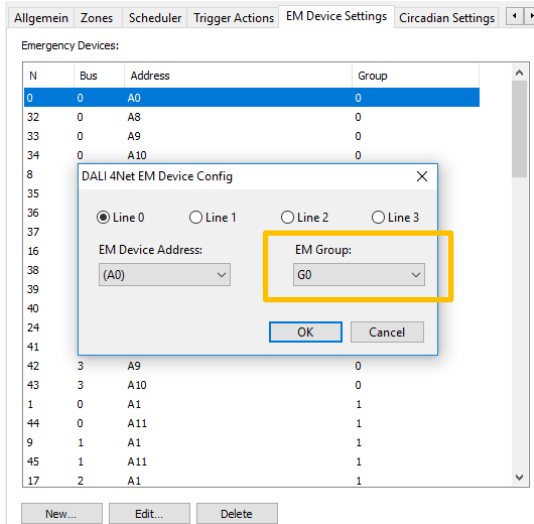 Allgemein Zones Scheduler Trigger Actions EM Device Settings Circadian Settings
Emergency Devices:
N Bus Address Group
0 0 A0 0
32 0 A8 0
33 0 A9 0
34 0 A10 0
8
35
36
37
16
38
39
40
24
41
DALI 4Net EM Device Config
Line 0 Line 1 Line 2 Line 3
EM Device Address: EM Group:
(A0) G0
OK Cancel
42 3 A9 0
43 3 A10 0
1 0 A1 1
44 0 A11 1
9 1 A1 1
45 1 A11 1
17 2 A1 1
New... Edit... Delete